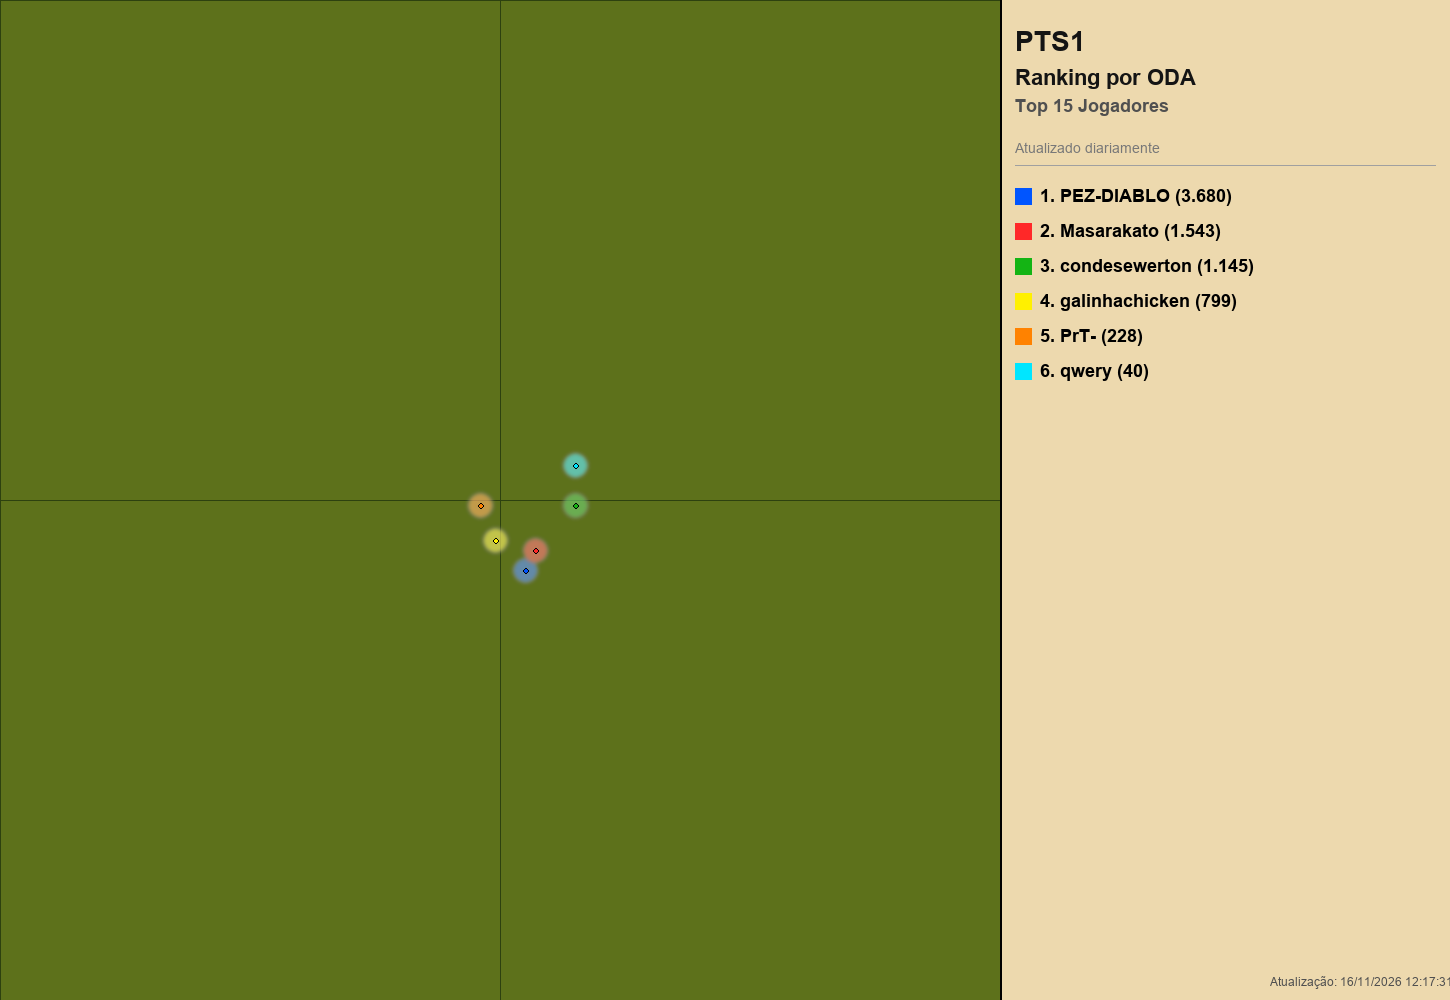 PTS1
Ranking por ODA
Top 15 Jogadores
Atualizado diariamente
1. PEZ-DIABLO (3.680)
2. Masarakato (1.543)
3. condesewerton (1.145)
4. galinhachicken (799)
5. PrT- (228)
6. qwery (40)
Atualização: 16/11/2026 12:17:31